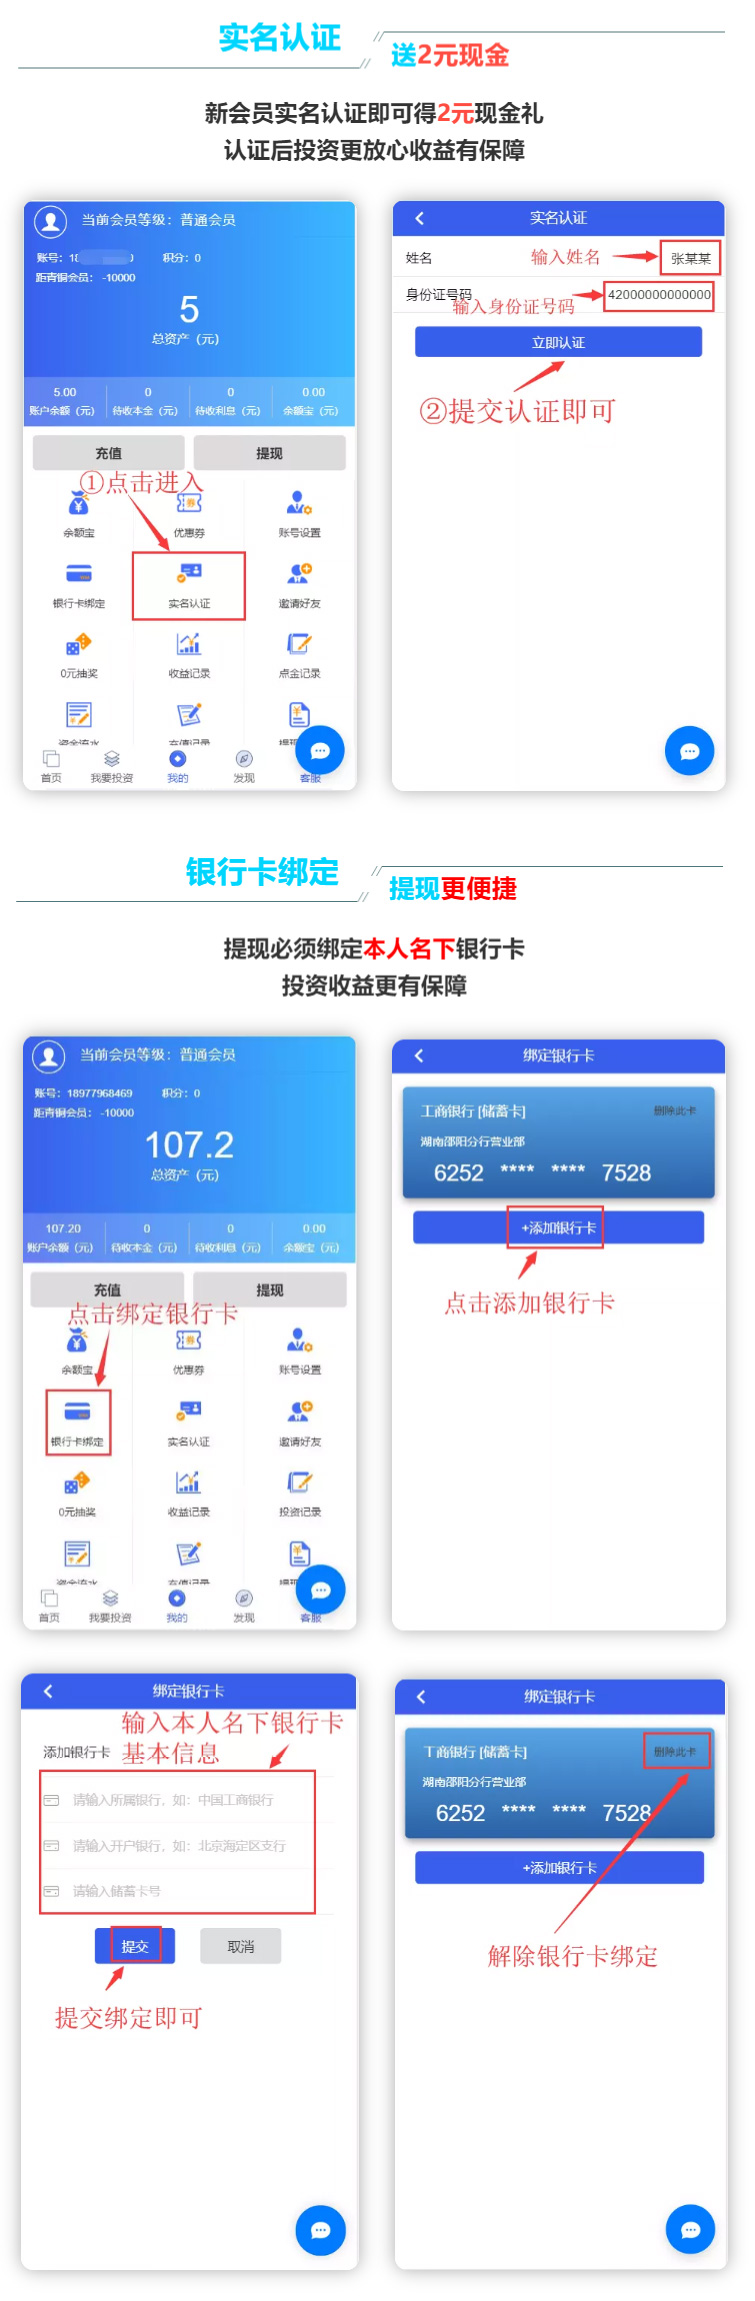 实名认证
送2元现金
新会员实名认证即可得2元现金礼
认证后投资更放心收益有保障
当前会员等级：普通会员
账号：18
积分：0
距青铜会员： -10000
5
总资产（元）
5.00 0 0 0.00
账户余额（元） 待收本金（元） 待收利息（元） 余额宝（元）
充值 提现
①点击进入
余额宝 优惠券 账号设置
银行卡绑定 实名认证 邀请好友
0元抽奖 收益记录 点金记录
资金流水 充值记录
首页 我要投资 我的 发现 客服
实名认证
姓名 输入姓名 张某某
身份证号码 输入身份证号码 42000000000000
立即认证
②提交认证即可
银行卡绑定
提现更便捷
提现必须绑定本人名下银行卡
投资收益更有保障
当前会员等级：普通会员
账号：18977968469 积分：0
距青铜会员： -10000
107.2
总资产（元）
107.20 0 0 0.00
账户余额（元） 待收本金（元） 待收利息（元） 余额宝（元）
充值 提现
点击绑定银行卡
余额宝 优惠券 账号设置
银行卡绑定 实名认证 邀请好友
0元抽奖 收益记录 投资记录
资金流水 充值记录
首页 我要投资 我的 发现 客服
绑定银行卡
工商银行 [储蓄卡] 删除此卡
湖南邵阳分行营业部
6252 **** **** 7528
+添加银行卡
点击添加银行卡
绑定银行卡
输入本人名下银行卡
基本信息
添加银行卡
请输入所属银行，如：中国工商银行
请输入开户银行，如：北京海淀区支行
请输入储蓄卡号
提交 取消
提交绑定即可
绑定银行卡
工商银行 [储蓄卡] 删除此卡
湖南邵阳分行营业部
6252 **** **** 7528
+添加银行卡
解除银行卡绑定